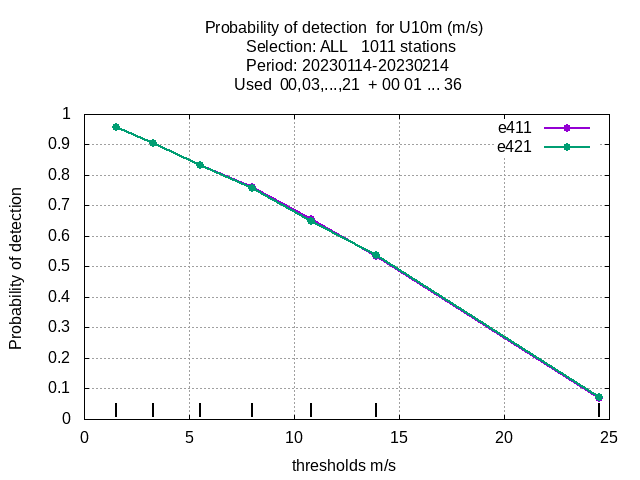 Probability of detection  for U10m (m/s)
Selection: ALL   1011 stations
Period: 20230114-20230214
Used  00,03,...,21  + 00 01 ... 36
e411
e421
Probability of detection
1
0.9
0.8
0.7
0.6
0.5
0.4
0.3
0.2
0.1
0
0 5 10 15 20 25
thresholds m/s